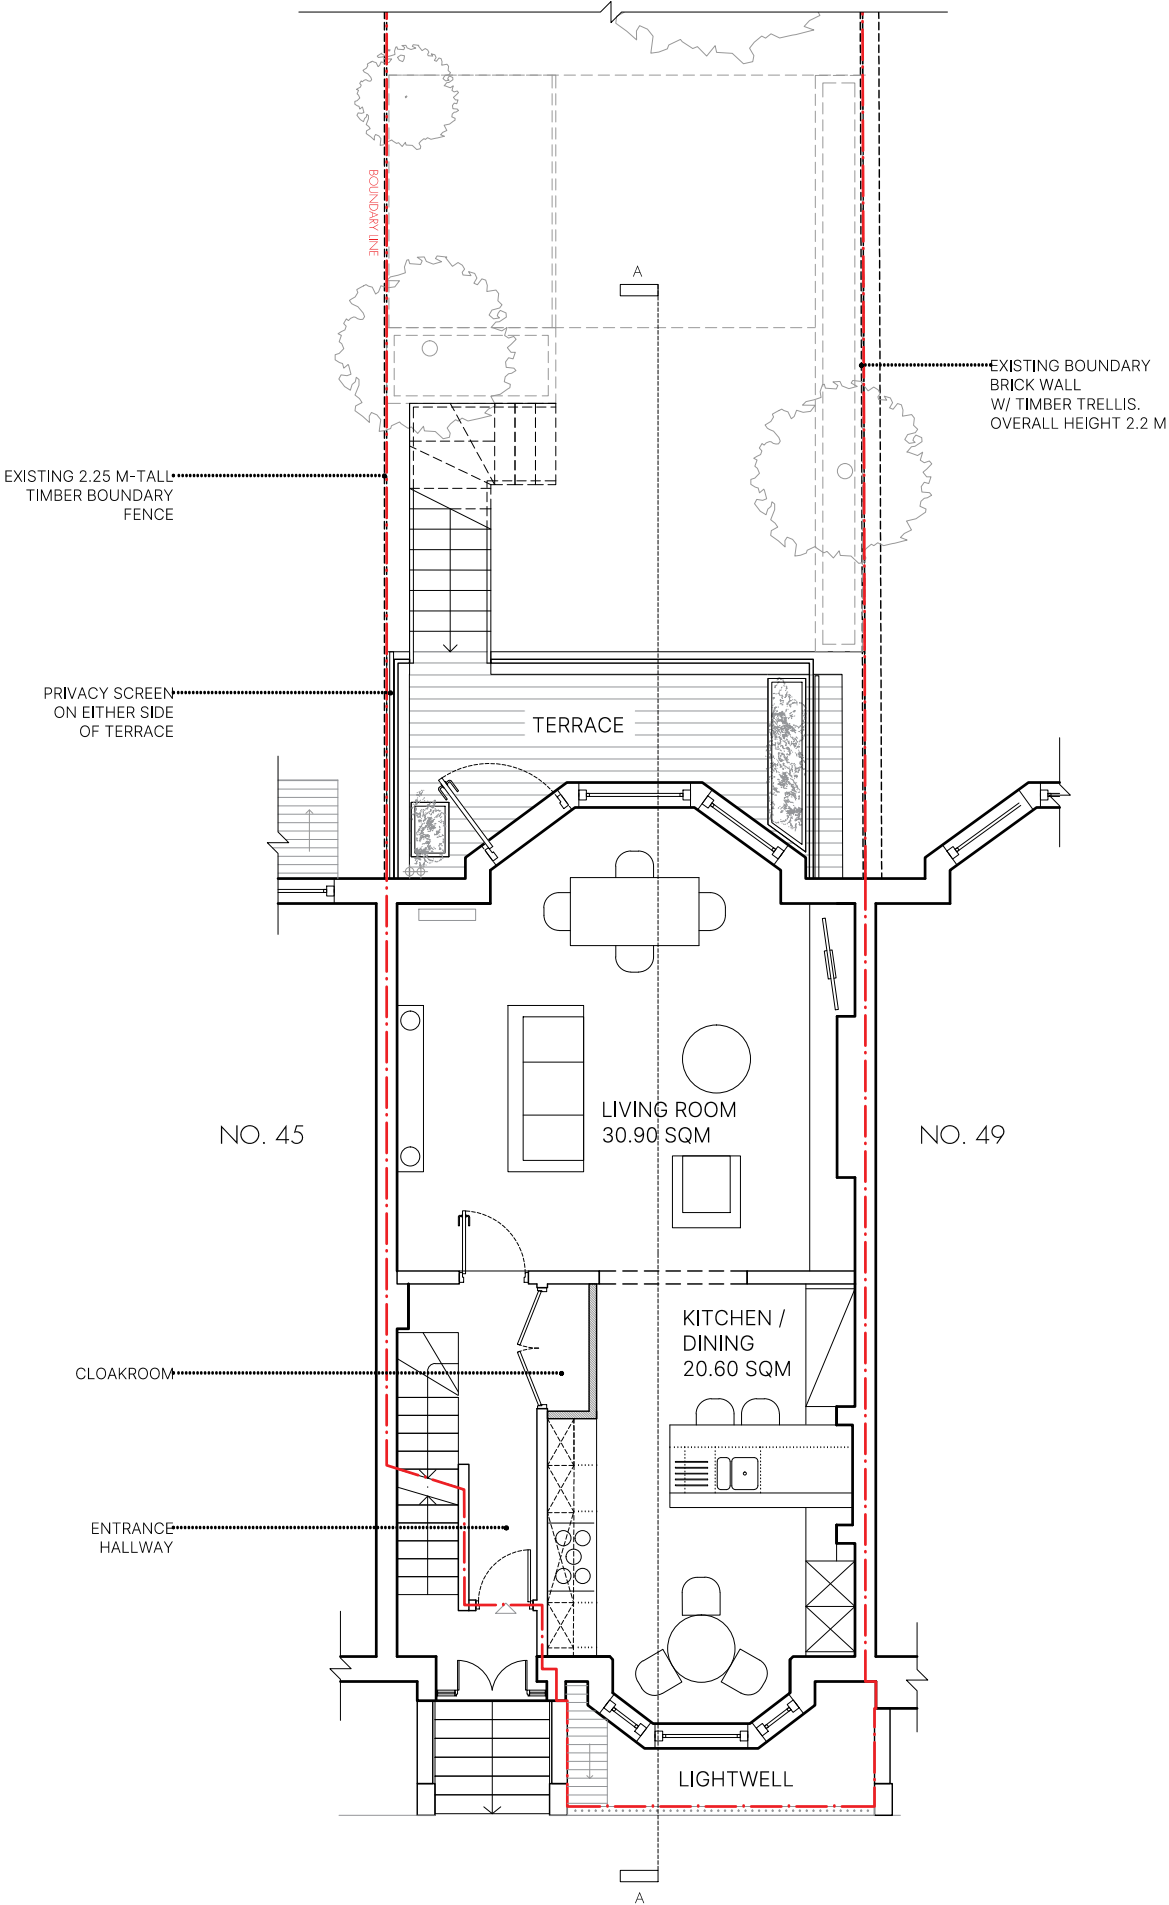 BOUNDARY LINE
A
EXISTING BOUNDARY
BRICK WALL
W/ TIMBER TRELLIS.
OVERALL HEIGHT 2.2 M
EXISTING 2.25 M-TALL
TIMBER BOUNDARY
FENCE
PRIVACY SCREEN
ON EITHER SIDE
OF TERRACE
TERRACE
LIVING ROOM
30.90 SQM
NO. 45
NO. 49
KITCHEN /
DINING
20.60 SQM
CLOAKROOM
ENTRANCE
HALLWAY
LIGHTWELL
A